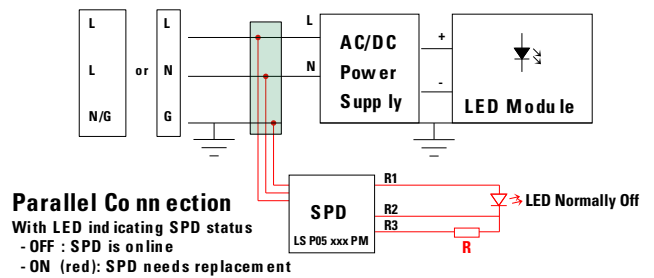 L
L
N/G
or
L
N
G
L
N
AC/DC
Power
Supply
+
-
LED Module
SPD
LS P05 xxx PM
R1
R2
R3
R
LED Normally Off
Parallel Connection
With LED indicating SPD status
- OFF : SPD is online
- ON (red): SPD needs replacement